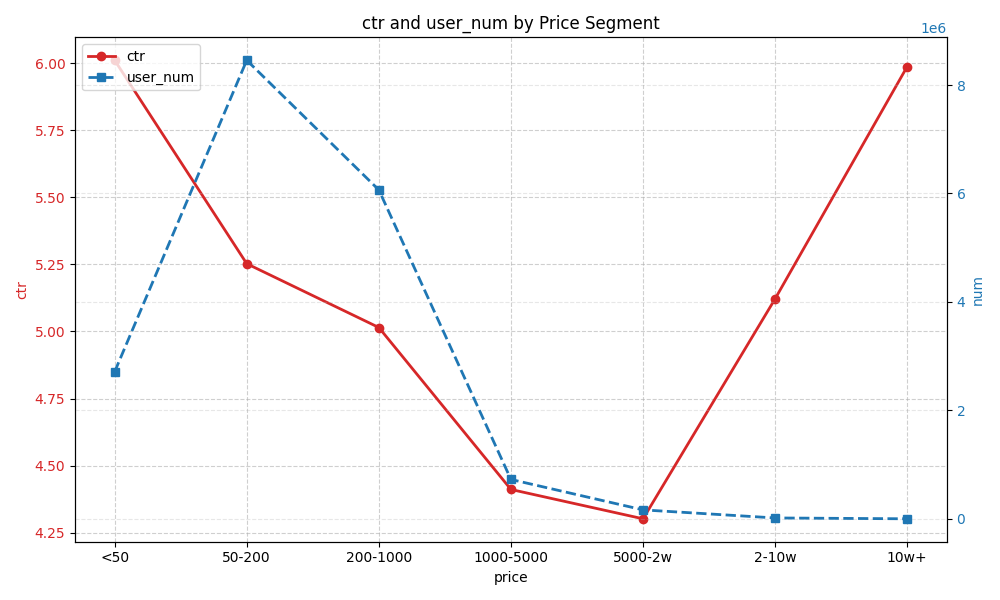 ctr and user_num by Price Segment
1e6
ctr
user_num
6.00
5.75
5.50
5.25
5.00
4.75
4.50
4.25
ctr
8
6
4
2
0
num
<50
50-200
200-1000
1000-5000
5000-2w
2-10w
10w+
price